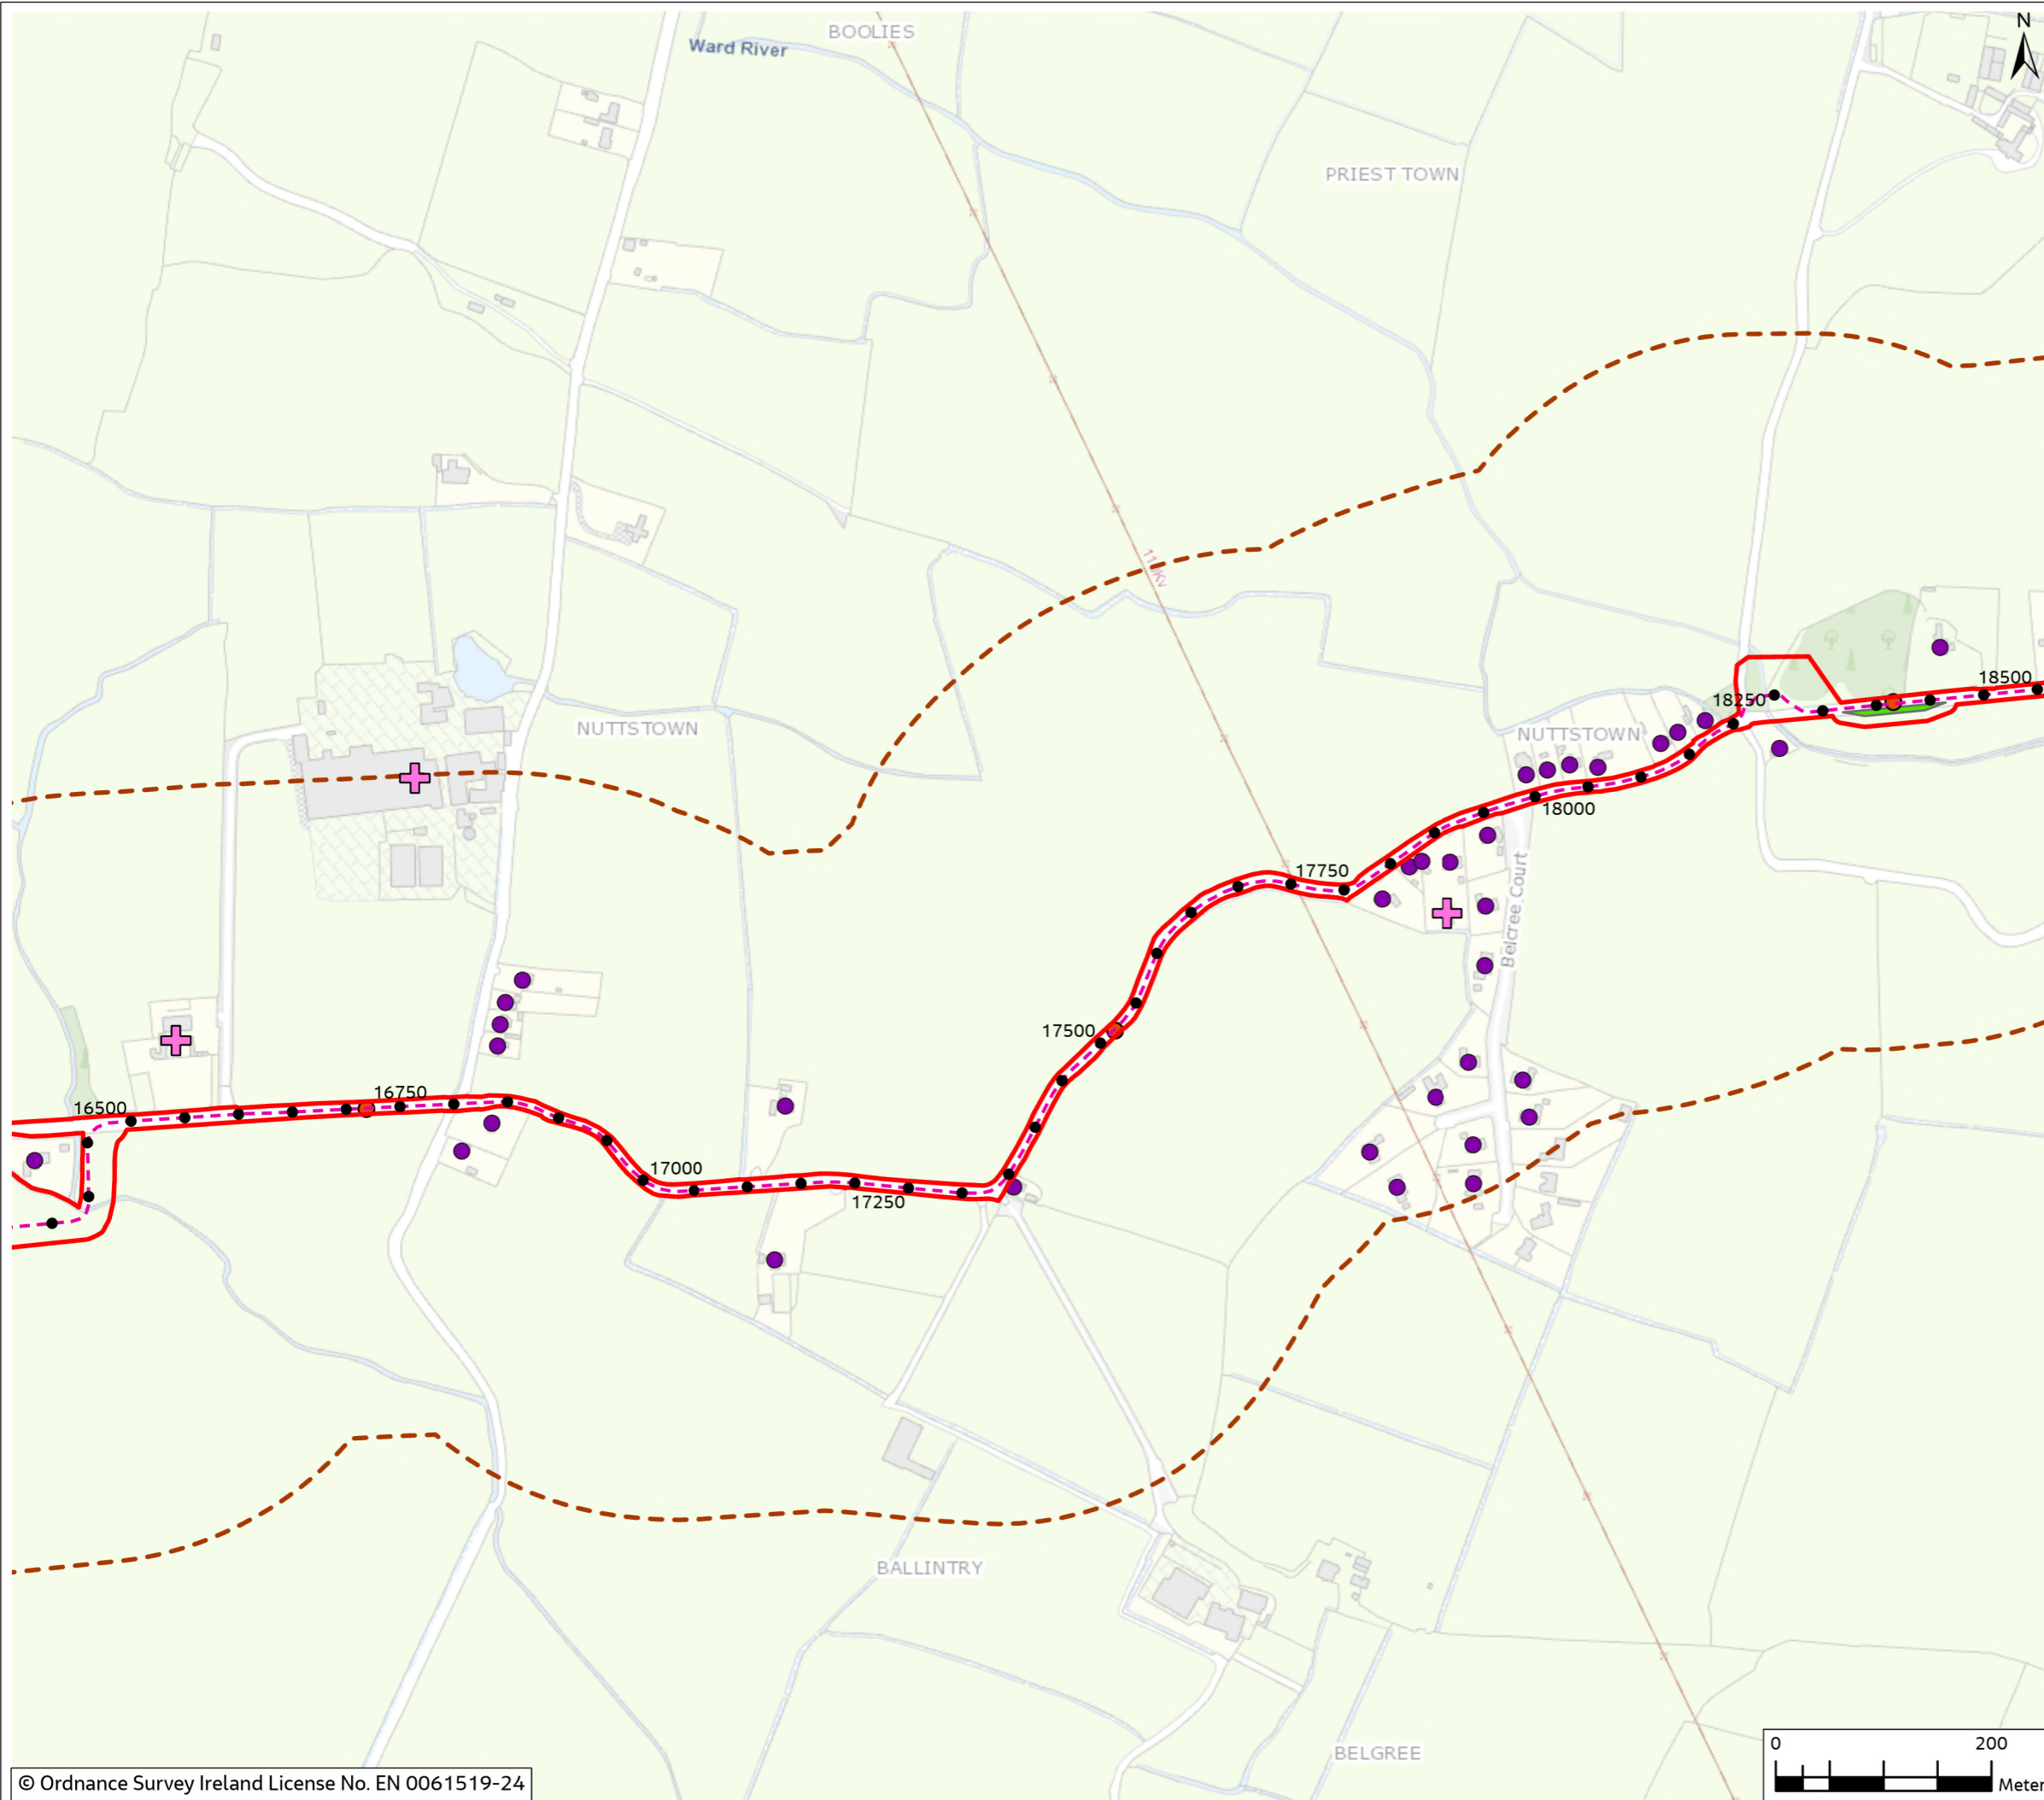 BOOLIES
N
Ward River
PRIEST TOWN
NUTTSTOWN
18500
18250
NUTTSTOWN
18000
17750
Belcree Court
17500
16750
16500
17000
17250
BALLINTRY
BELGREE
0
200
Meter
© Ordnance Survey Ireland License No. EN 0061519-24